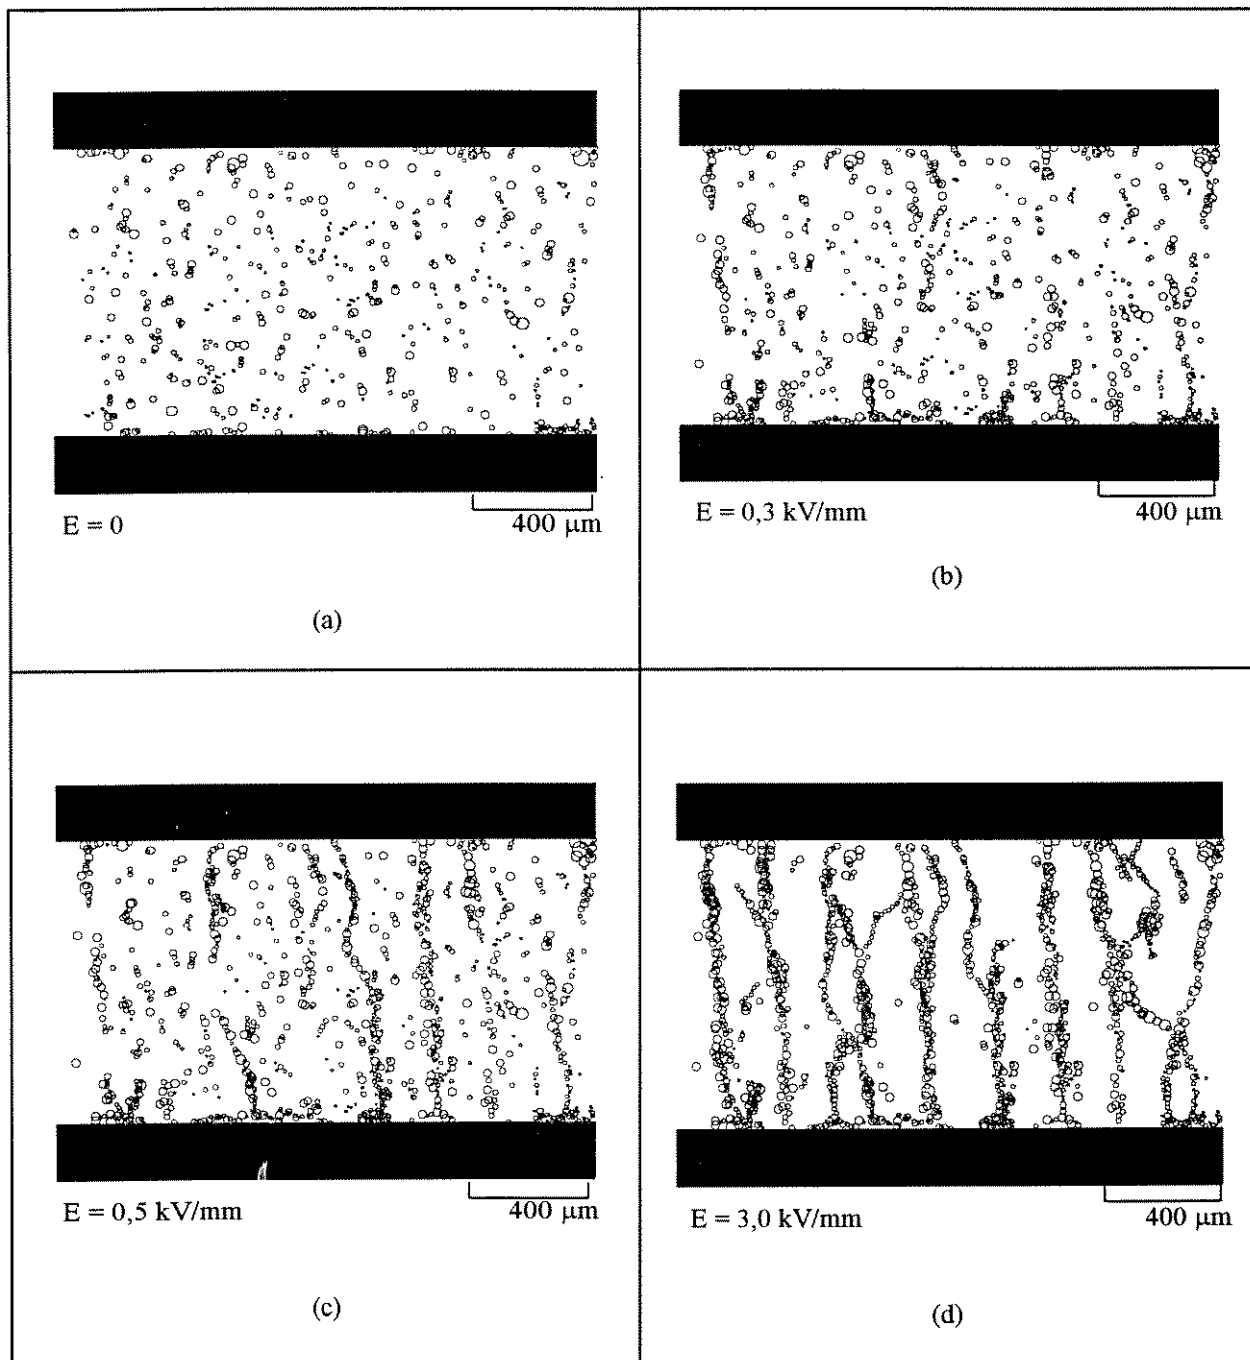 400 μm
E = 0
(a)
400 μm
E = 0,3 kV/mm
(b)
400 μm
E = 0,5 kV/mm
(c)
400 μm
E = 3,0 kV/mm
(d)